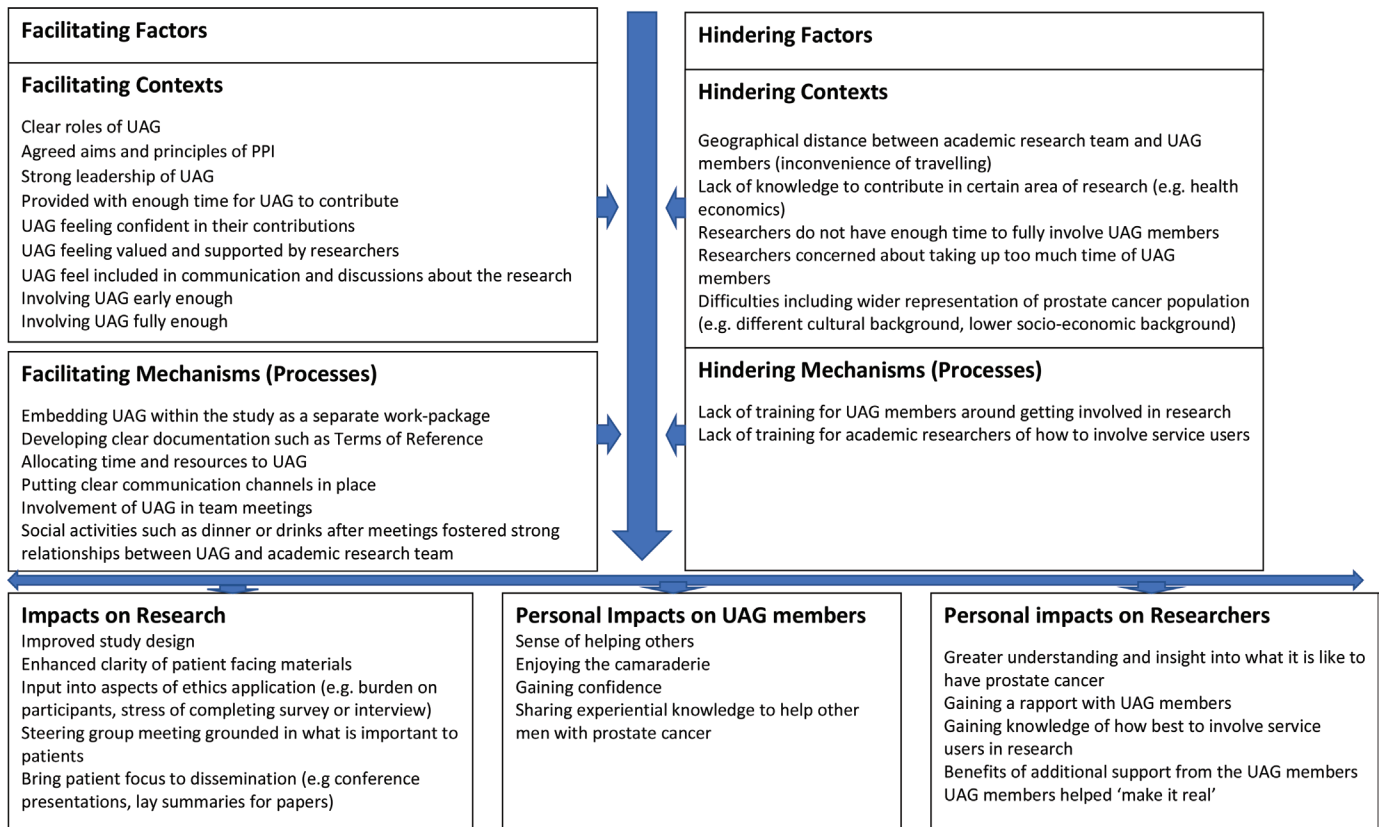 Facilitating Factors
Facilitating Contexts
Clear roles of UAG
Agreed aims and principles of PPI
Strong leadership of UAG
Provided with enough time for UAG to contribute
UAG feeling confident in their contributions
UAG feeling valued and supported by researchers
UAG feel included in communication and discussions about the research
Involving UAG early enough
Involving UAG fully enough
Facilitating Mechanisms (Processes)
Embedding UAG within the study as a separate work-package
Developing clear documentation such as Terms of Reference
Allocating time and resources to UAG
Putting clear communication channels in place
Involvement of UAG in team meetings
Social activities such as dinner or drinks after meetings fostered strong
relationships between UAG and academic research team
Hindering Factors
Hindering Contexts
Geographical distance between academic research team and UAG
members (inconvenience of travelling)
Lack of knowledge to contribute in certain area of research (e.g. health
economics)
Researchers do not have enough time to fully involve UAG members
Researchers concerned about taking up too much time of UAG
members
Difficulties including wider representation of prostate cancer population
(e.g. different cultural background, lower socio-economic background)
Hindering Mechanisms (Processes)
Lack of training for UAG members around getting involved in research
Lack of training for academic researchers of how to involve service users
Impacts on Research
Improved study design
Enhanced clarity of patient facing materials
Input into aspects of ethics application (e.g. burden on
participants, stress of completing survey or interview)
Steering group meeting grounded in what is important to
patients
Bring patient focus to dissemination (e.g conference
presentations, lay summaries for papers)
Personal Impacts on UAG members
Sense of helping others
Enjoying the camaraderie
Gaining confidence
Sharing experiential knowledge to help other
men with prostate cancer
Personal impacts on Researchers
Greater understanding and insight into what it is like to
have prostate cancer
Gaining a rapport with UAG members
Gaining knowledge of how best to involve service
users in research
Benefits of additional support from the UAG members
UAG members helped ‘make it real’